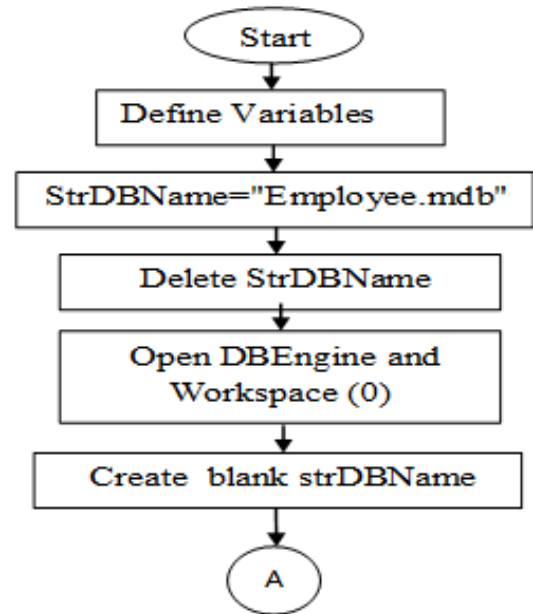 Start
Define Variables
StrDBName="Employee.mdb"
Delete StrDBName
Open DBEngine and
Workspace (0)
Create blank strDBName
A